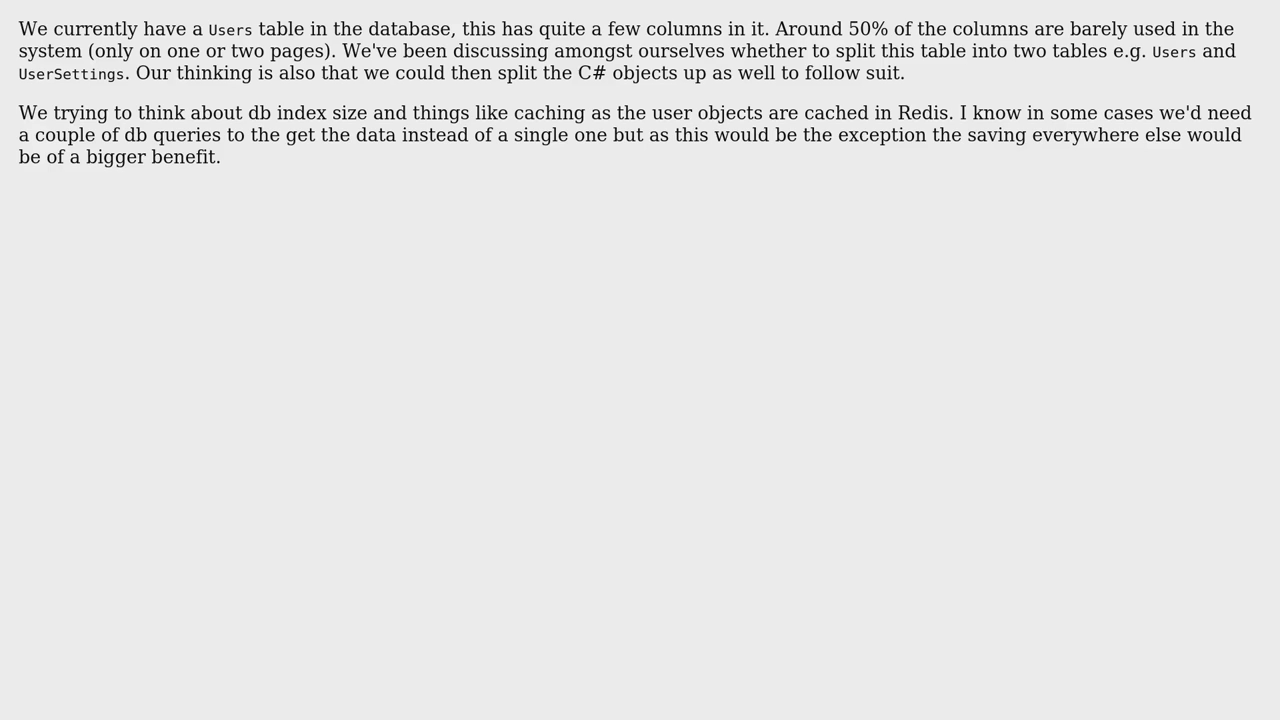 We currently have a Users table in the database, this has quite a few columns in it. Around 50% of the columns are barely used in the
system (only on one or two pages). We've been discussing amongst ourselves whether to split this table into two tables e.g. Users and
UserSettings. Our thinking is also that we could then split the C# objects up as well to follow suit.
We trying to think about db index size and things like caching as the user objects are cached in Redis. I know in some cases we'd need
a couple of db queries to the get the data instead of a single one but as this would be the exception the saving everywhere else would
be of a bigger benefit.